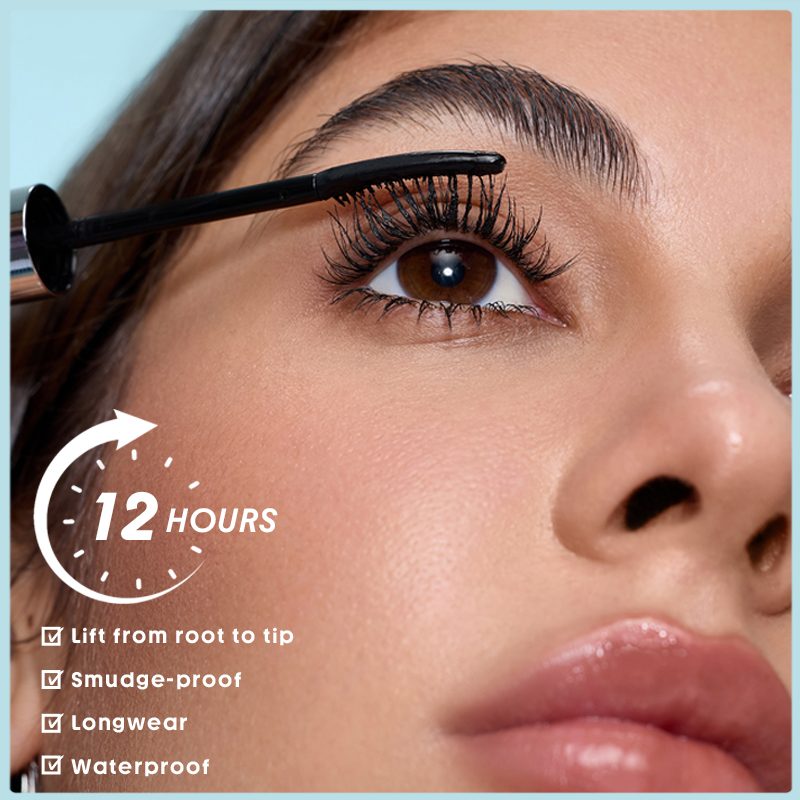 12 HOURS
Lift from root to tip
Smudge-proof
Longwear
Waterproof